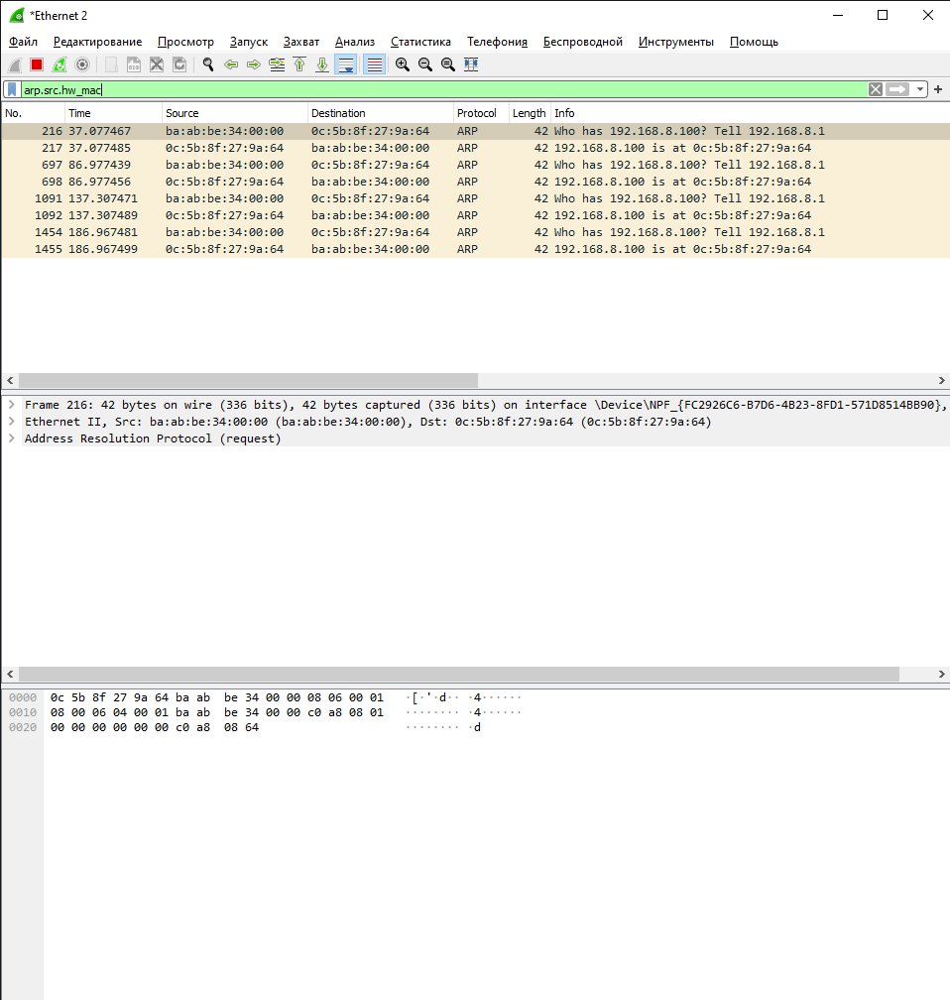 *Ethernet 2
Файл Редактирование Просмотр Запуск Захват Анализ Статистика Телефония Беспроводной Инструменты Помощь
arp.src.hw_mac
No. Time Source Destination Protocol Length Info
216 37.077467 ba:ab:be:34:00:00 0c:5b:8f:27:9a:64 ARP 42 Who has 192.168.8.100? Tell 192.168.8.1
217 37.077485 0c:5b:8f:27:9a:64 ba:ab:be:34:00:00 ARP 42 192.168.8.100 is at 0c:5b:8f:27:9a:64
697 86.977439 ba:ab:be:34:00:00 0c:5b:8f:27:9a:64 ARP 42 Who has 192.168.8.100? Tell 192.168.8.1
698 86.977456 0c:5b:8f:27:9a:64 ba:ab:be:34:00:00 ARP 42 192.168.8.100 is at 0c:5b:8f:27:9a:64
1091 137.307471 ba:ab:be:34:00:00 0c:5b:8f:27:9a:64 ARP 42 Who has 192.168.8.100? Tell 192.168.8.1
1092 137.307489 0c:5b:8f:27:9a:64 ba:ab:be:34:00:00 ARP 42 192.168.8.100 is at 0c:5b:8f:27:9a:64
1454 186.967481 ba:ab:be:34:00:00 0c:5b:8f:27:9a:64 ARP 42 Who has 192.168.8.100? Tell 192.168.8.1
1455 186.967499 0c:5b:8f:27:9a:64 ba:ab:be:34:00:00 ARP 42 192.168.8.100 is at 0c:5b:8f:27:9a:64
Frame 216: 42 bytes on wire (336 bits), 42 bytes captured (336 bits) on interface \Device\NPF_{FC2926C6-B7D6-4B23-8FD1-571D8514BB90},
Ethernet II, Src: ba:ab:be:34:00:00 (ba:ab:be:34:00:00), Dst: 0c:5b:8f:27:9a:64 (0c:5b:8f:27:9a:64)
Address Resolution Protocol (request)
0000 0c 5b 8f 27 9a 64 ba ab be 34 00 00 08 06 00 01 ·[·'·d·· ·4······
0010 08 00 06 04 00 01 ba ab be 34 00 00 c0 a8 08 01 ········ ·4······
0020 00 00 00 00 00 00 c0 a8 08 64 ········ ·d